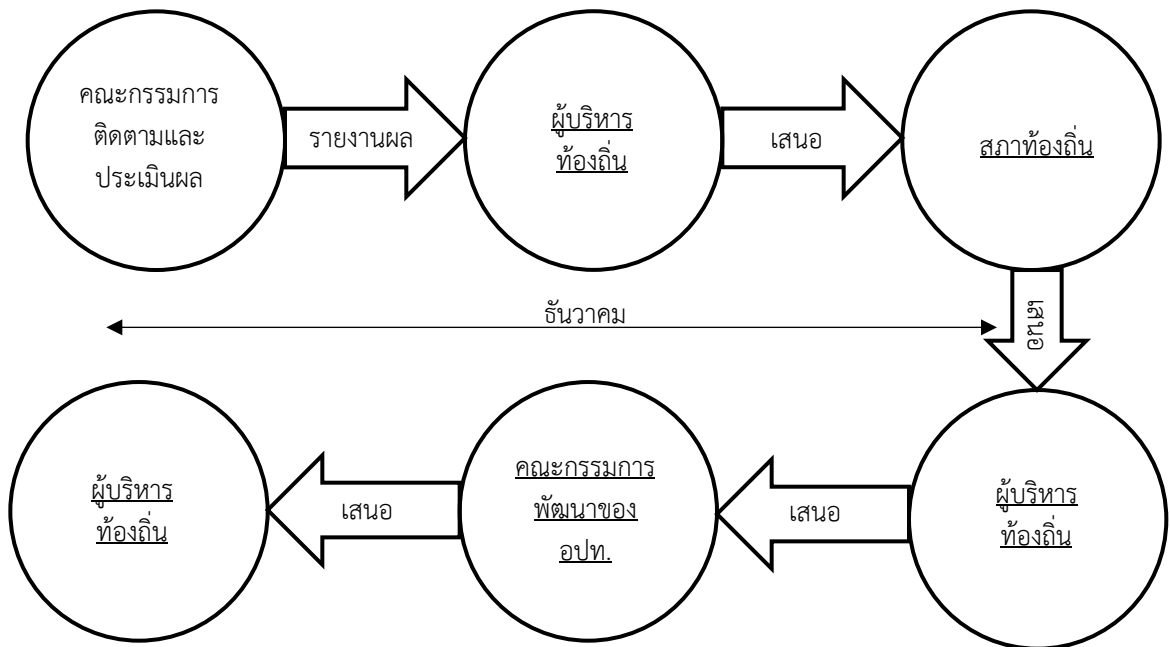 คณะกรรมการ
ติดตามและ
ประเมินผล
รายงานผล
ผู้บริหาร
ท้องถิ่น
เสนอ
สภาท้องถิ่น
ธันวาคม
เสนอ
ผู้บริหาร
ท้องถิ่น
เสนอ
คณะกรรมการ
พัฒนาของ
อปท.
เสนอ
ผู้บริหาร
ท้องถิ่น